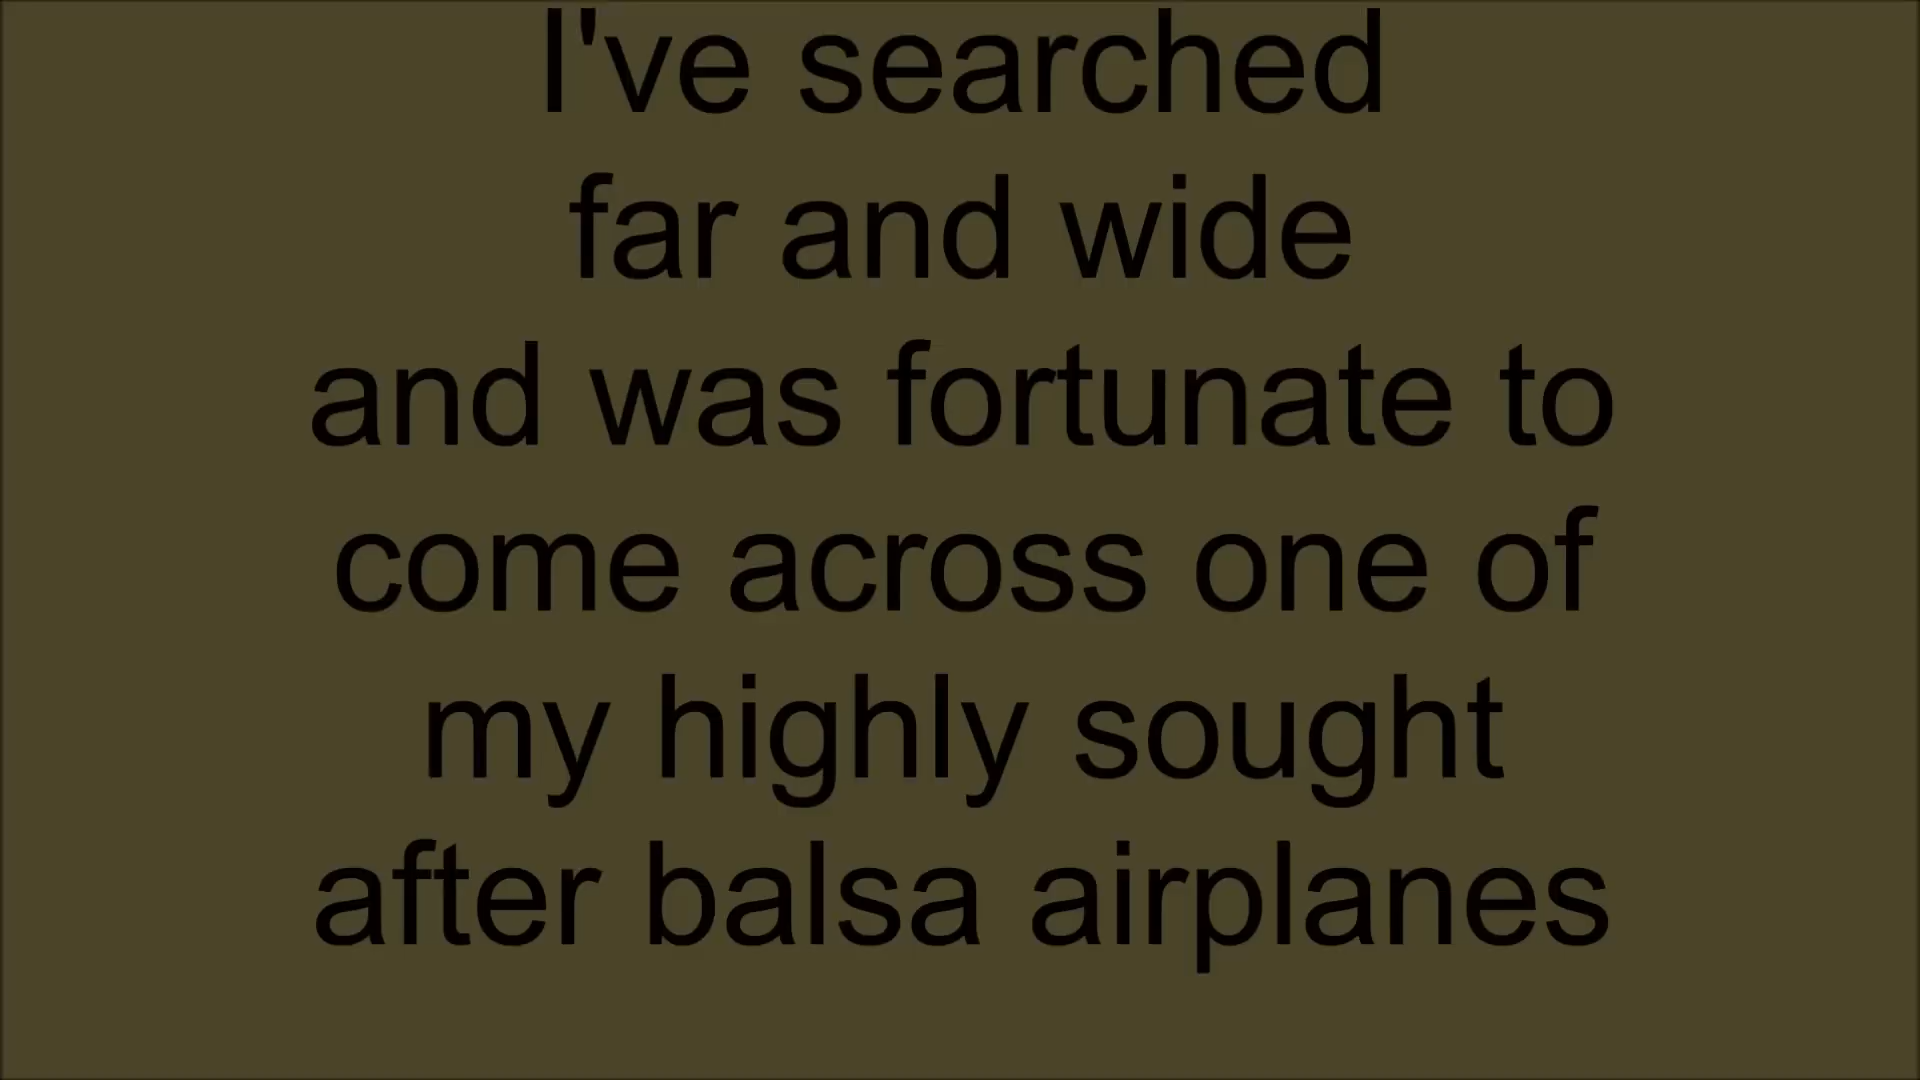 I've searched
far and wide
and was fortunate to
come across one of
my highly sought
after balsa airplanes